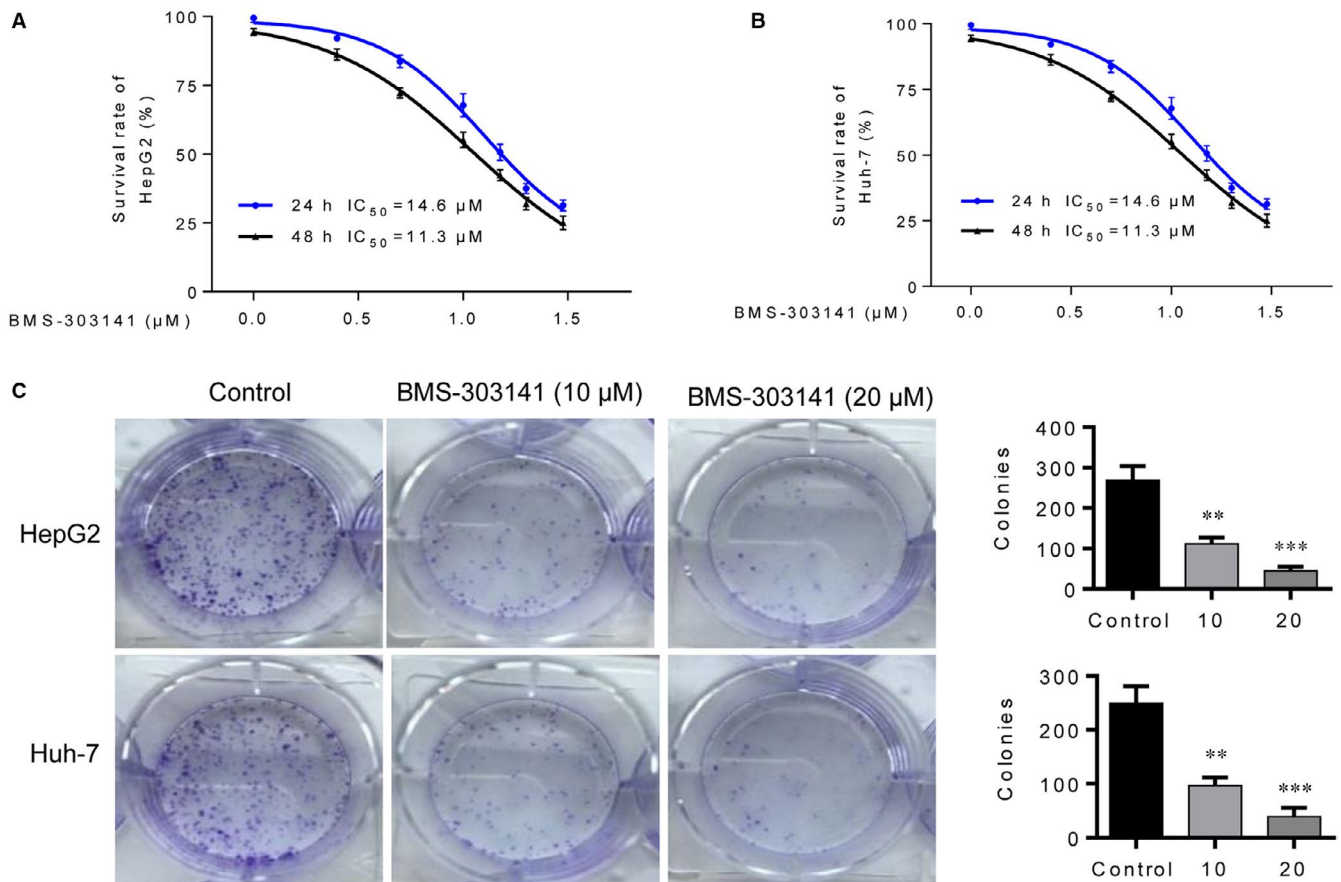 A
Survival rate of
HepG2 (%)
100
75
50
25
0
24 h IC50=14.6 µM
48 h IC50=11.3 µM
BMS-303141 (µM)
0.0 0.5 1.0 1.5
B
Survival rate of
Huh-7 (%)
100
75
50
25
0
24 h IC50=14.6 µM
48 h IC50=11.3 µM
BMS-303141 (µM)
0.0 0.5 1.0 1.5
C
Control BMS-303141 (10 µM) BMS-303141 (20 µM)
HepG2
Huh-7
Colonies
400
300
200
100
0
**
***
Control 10 20
Colonies
300
200
100
0
**
***
Control 10 20